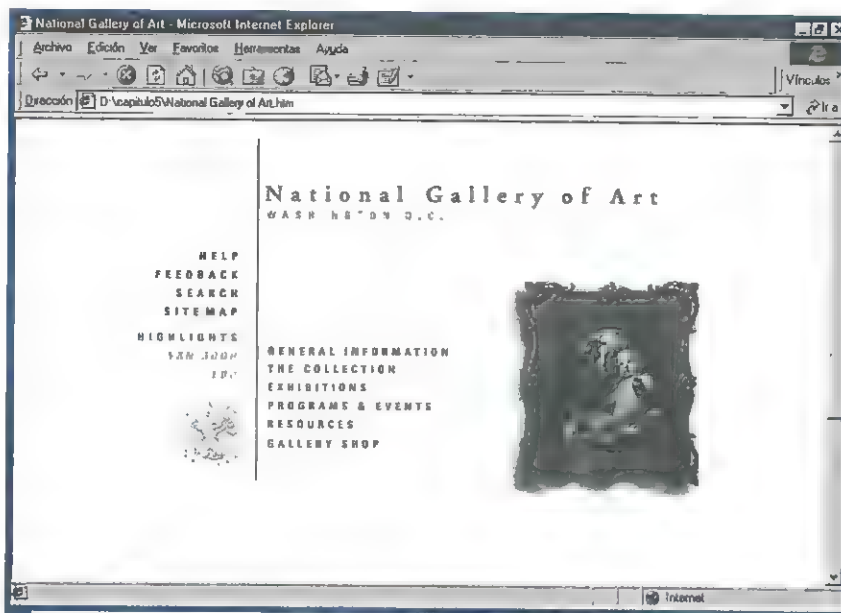 National Gallery of Art - Microsoft Internet Explorer
Archivo Edición Ver Favoritos Herramientas Ayuda
Vínculos »
Dirección D:\capitulo5\National Gallery of Art.htm Ir a
National Gallery of Art
WASHINGTON D.C.
HELP
FEEDBACK
SEARCH
SITE MAP
HIGHLIGHTS
GENERAL INFORMATION
THE COLLECTION
EXHIBITIONS
PROGRAMS & EVENTS
RESOURCES
GALLERY SHOP
Internet